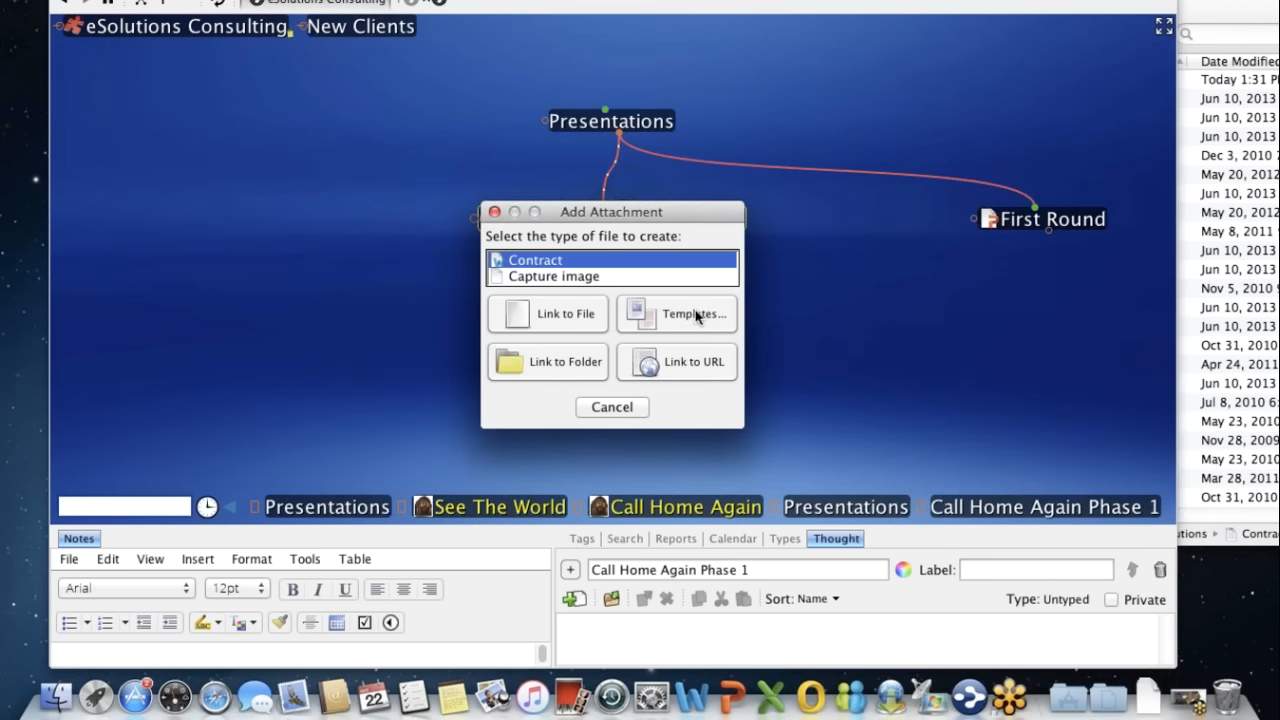 eSolutions Consulting
eSolutions Consulting
New Clients
Date Modified
Today 1:31 P
Jun 10, 2013
Jun 10, 2013
Jun 10, 2013
Dec 3, 2010
May 20, 2012
Jun 10, 2013
May 20, 2012
May 8, 2011
Jun 10, 2013
Jun 10, 2013
Nov 5, 2010
Jun 10, 2013
Jun 10, 2013
Oct 31, 2010
Apr 24, 2011
Jun 10, 2013
Jul 8, 2010 6:
May 23, 2010
Nov 28, 2009
May 23, 2010
Mar 28, 2011
Oct 31, 2010
utions
Contrac
Presentations
First Round
Add Attachment
Select the type of file to create:
Contract
Capture image
Link to File
Templates...
Link to Folder
Link to URL
Cancel
Presentations
See The World
Call Home Again
Presentations
Call Home Again Phase 1
Notes
File Edit View Insert Format Tools Table
Arial
12pt
B I U
Tags | Search | Reports | Calendar | Types Thought
Call Home Again Phase 1
Label:
Sort: Name
Type: Untyped
Private
22